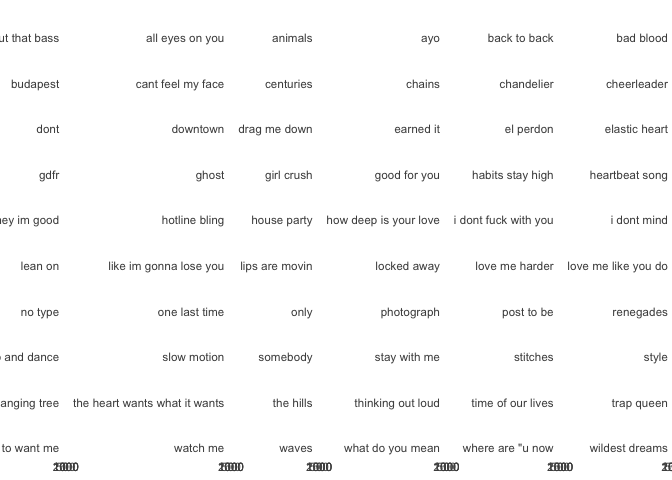 ut that bass all eyes on you animals ayo back to back bad blood
budapest cant feel my face centuries chains chandelier cheerleader
dont downtown drag me down earned it el perdon elastic heart
gdfr ghost girl crush good for you habits stay high heartbeat song
ey im good hotline bling house party how deep is your love i dont fuck with you i dont mind
lean on like im gonna lose you lips are movin locked away love me harder love me like you do
no type one last time only photograph post to be renegades
and dance slow motion somebody stay with me stitches style
anging tree the heart wants what it wants the hills thinking out loud time of our lives trap queen
to want me watch me waves what do you mean where are "u now wildest dreams